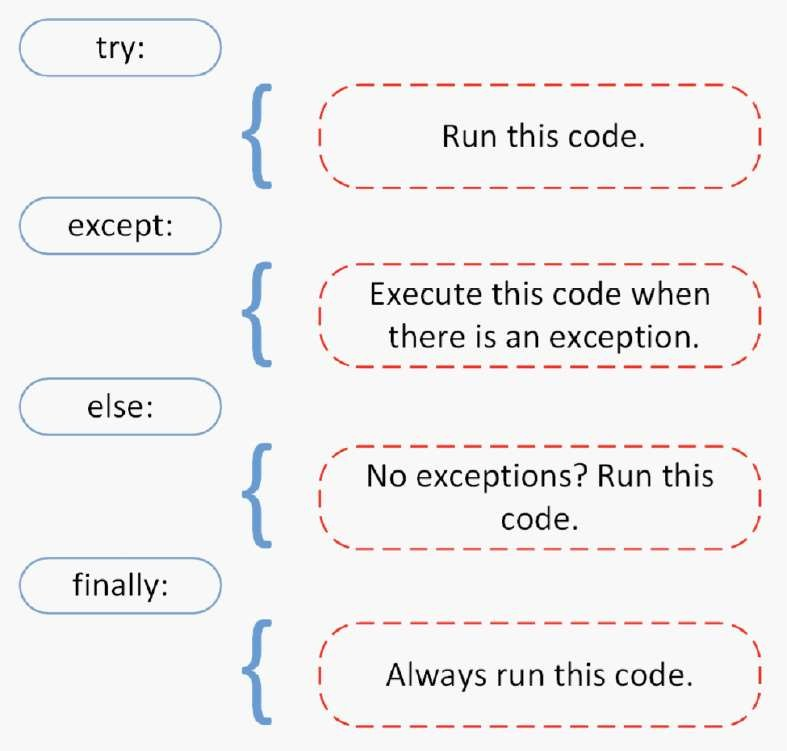 try:
Run this code.
except:
Execute this code when
there is an exception.
else:
No exceptions? Run this
code.
finally:
Always run this code.